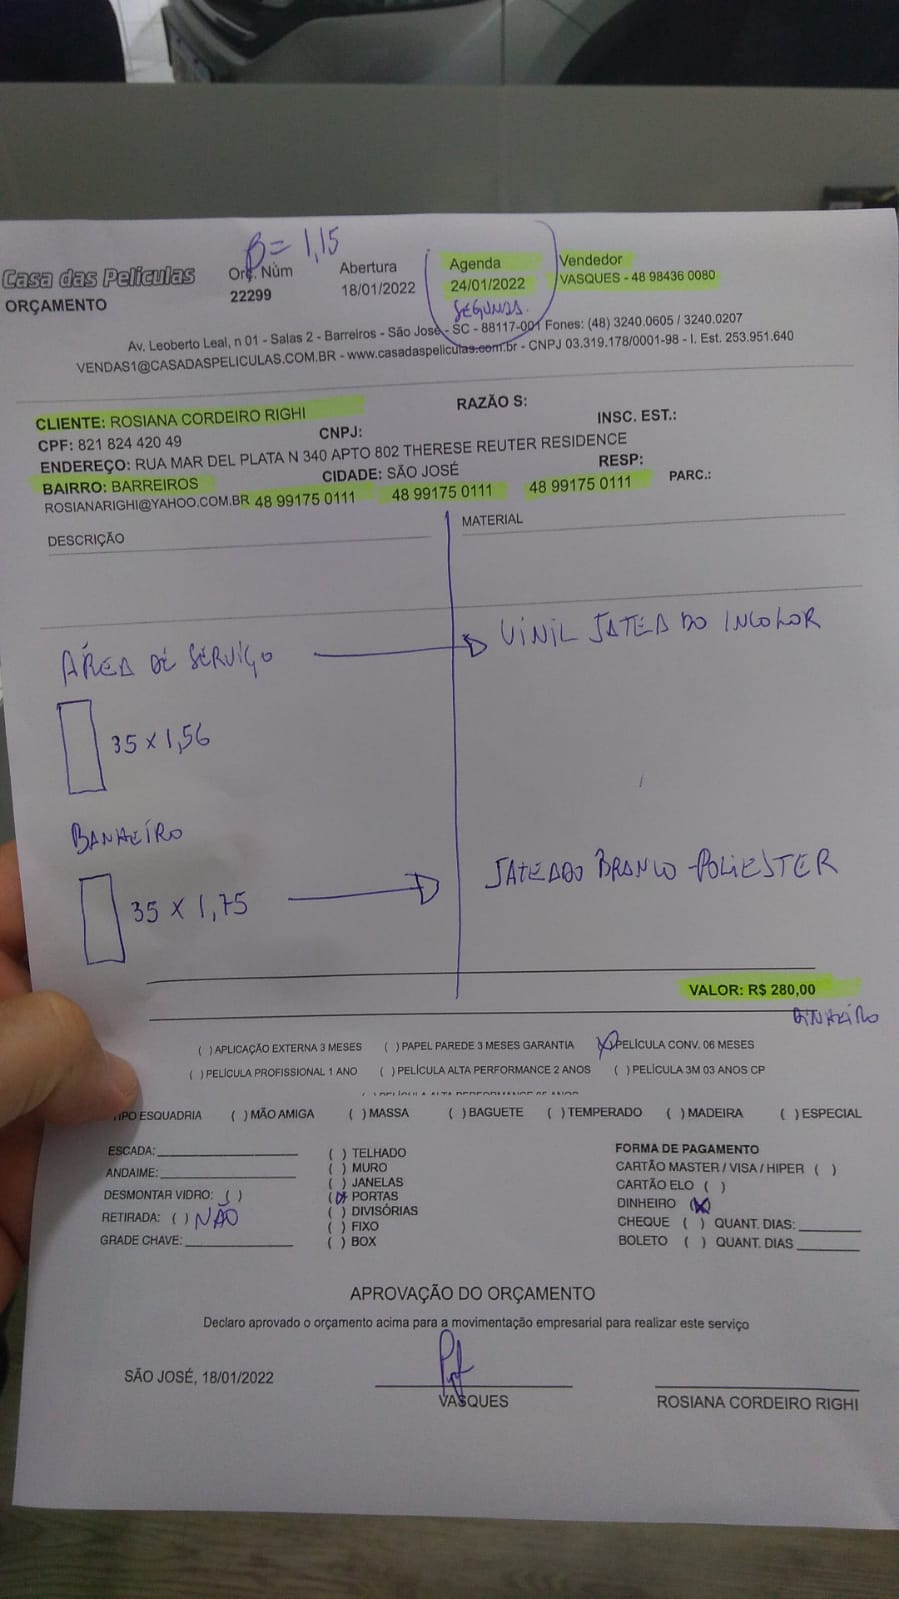 B= 1,15
Casa das Películas
ORÇAMENTO
Orç. Núm
22299
Abertura
18/01/2022
Agenda
24/01/2022
SEGUNDA.
Vendedor
VASQUES - 48 98436 0080
Av. Leoberto Leal, n 01 - Salas 2 - Barreiros - São José - SC - 88117-001 Fones: (48) 3240.0605 / 3240.0207
VENDAS1@CASADASPELICULAS.COM.BR - www.casadaspeliculas.com.br - CNPJ 03.319.178/0001-98 - I. Est. 253.951.640
CLIENTE: ROSIANA CORDEIRO RIGHI RAZÃO S:
CPF: 821 824 420 49 CNPJ: INSC. EST.:
ENDEREÇO: RUA MAR DEL PLATA N 340 APTO 802 THERESE REUTER RESIDENCE
BAIRRO: BARREIROS CIDADE: SÃO JOSÉ RESP:
ROSIANARIGHI@YAHOO.COM.BR 48 99175 0111 48 99175 0111 48 99175 0111 PARC.:
DESCRIÇÃO MATERIAL
ÁREA DE SERVIÇO VINIL JATEADO INCOLOR
35 x 1,56
BANHEÍRO
35 X 1,75 JATEADO BRANCO POLIESTER
VALOR: R$ 280,00
DINHEÍRO
( ) APLICAÇÃO EXTERNA 3 MESES ( ) PAPEL PAREDE 3 MESES GARANTIA (X) PELÍCULA CONV. 06 MESES
( ) PELÍCULA PROFISSIONAL 1 ANO ( ) PELÍCULA ALTA PERFORMANCE 2 ANOS ( ) PELÍCULA 3M 03 ANOS CP
TIPO ESQUADRIA ( ) MÃO AMIGA ( ) MASSA ( ) BAGUETE ( ) TEMPERADO ( ) MADEIRA ( ) ESPECIAL
ESCADA:
ANDAIME:
DESMONTAR VIDRO: ( )
RETIRADA: ( ) NÃO
GRADE CHAVE:
( ) TELHADO
( ) MURO
( ) JANELAS
(X) PORTAS
( ) DIVISÓRIAS
( ) FIXO
( ) BOX
FORMA DE PAGAMENTO
CARTÃO MASTER / VISA / HIPER ( )
CARTÃO ELO ( )
DINHEIRO (X)
CHEQUE ( ) QUANT. DIAS:
BOLETO ( ) QUANT. DIAS
APROVAÇÃO DO ORÇAMENTO
Declaro aprovado o orçamento acima para a movimentação empresarial para realizar este serviço
SÃO JOSÉ, 18/01/2022
VASQUES
ROSIANA CORDEIRO RIGHI